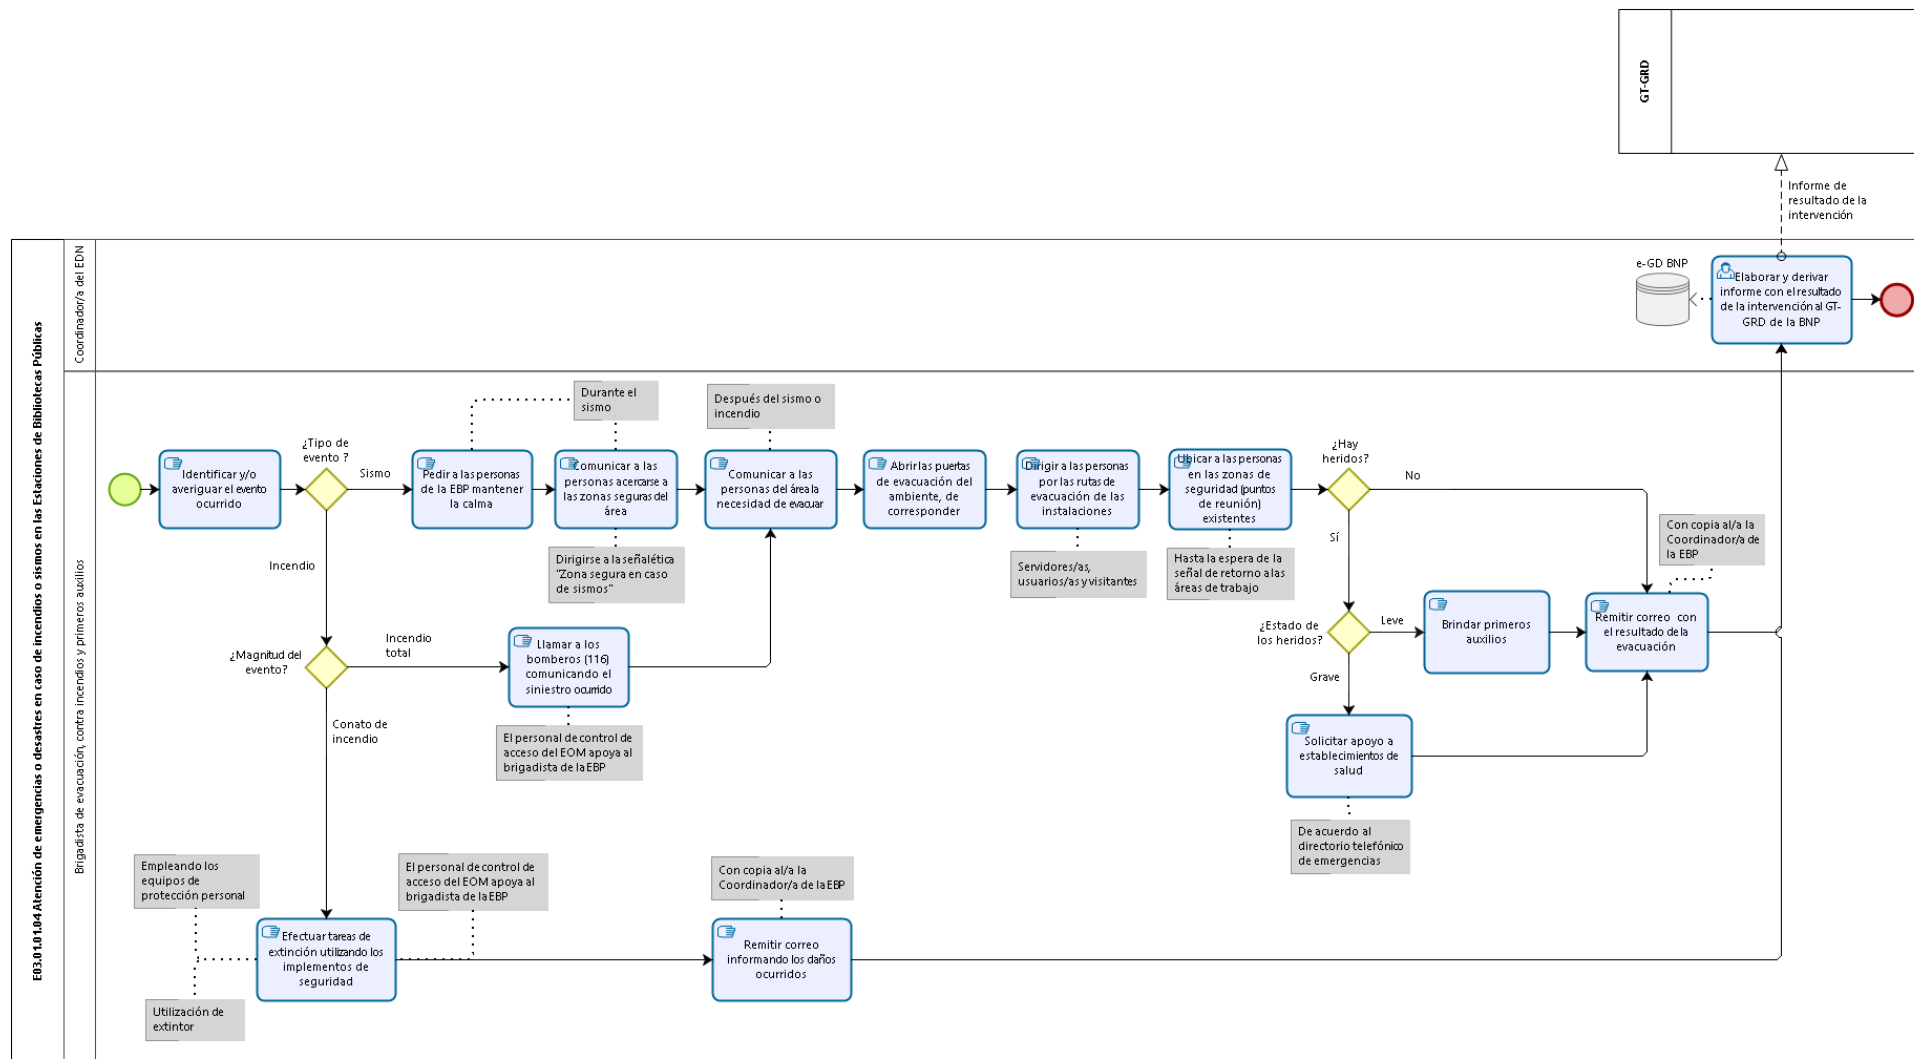 GT-GRD
Informe de
resultado de la
intervención
E03.01.01.04 Atención de emergencias o desastres en caso de incendios o sismos en las Estaciones de Bibliotecas Públicas
Coordinador/a del EDN
e-GD BNP
Elaborar y derivar
informe con el resultado
de la intervención al GT-
GRD de la BNP
Brigadista de evacuación, contra incendios y primeros auxilios
Durante el
sismo
Después del sismo o
incendio
Identificar y/o
averiguar el evento
ocurrido
¿Tipo de
evento ?
Sismo
Pedir a las personas
de la EBP mantener
la calma
Comunicar a las
personas acercarse a
las zonas seguras del
área
Comunicar a las
personas del área la
necesidad de evacuar
Abrir las puertas
de evacuación del
ambiente, de
corresponder
Dirigir a las personas
por las rutas de
evacuación de las
instalaciones
Ubicar a las personas
en las zonas de
seguridad (puntos
de reunión)
existentes
¿Hay
heridos?
No
Sí
Con copia al/a la
Coordinador/a de
la EBP
Incendio
Dirigirse a la señalética
"Zona segura en caso
de sismos"
Servidores/as,
usuarios/as y visitantes
Hasta la espera de la
señal de retorno a las
áreas de trabajo
¿Magnitud del
evento?
Incendio
total
Llamar a los
bomberos (116)
comunicando el
siniestro ocurrido
¿Estado de
los heridos?
Leve
Brindar primeros
auxilios
Remitir correo con
el resultado de la
evacuación
Grave
Conato de
incendio
El personal de control de
acceso del EOM apoya al
brigadista de la EBP
Solicitar apoyo a
establecimientos de
salud
De acuerdo al
directorio telefónico
de emergencias
Empleando los
equipos de
protección personal
El personal de control de
acceso del EOM apoya al
brigadista de la EBP
Con copia al/a la
Coordinador/a de la EBP
Efectuar tareas de
extinción utilizando los
implementos de
seguridad
Remitir correo
informando los daños
ocurridos
Utilización de
extintor